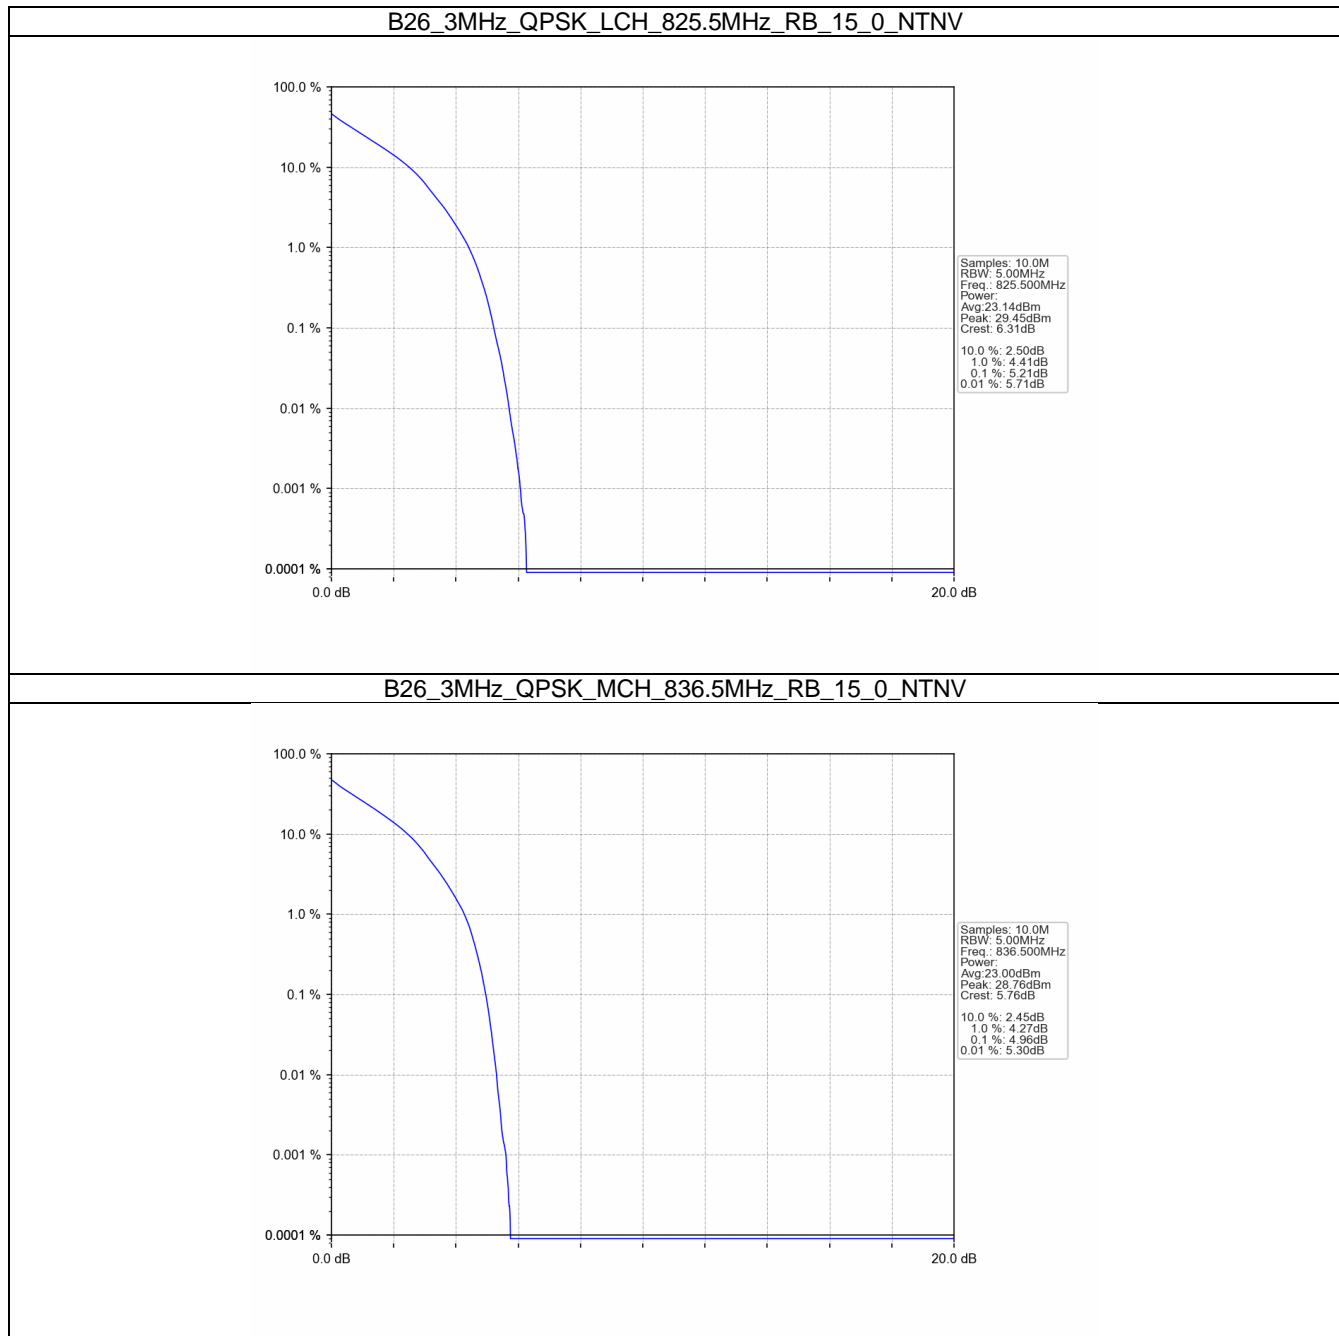 B26_3MHz_QPSK_LCH_825.5MHz_RB_15_0_NTNV
100.0 %
10.0 %
1.0 %
0.1 %
0.01 %
0.001 %
0.0001 %
0.0 dB
20.0 dB
Samples: 10.0M
RBW: 5.00MHz
Freq.: 825.500MHz
Power:
Avg:23.14dBm
Peak: 29.45dBm
Crest: 6.31dB
10.0 %: 2.50dB
1.0 %: 4.41dB
0.1 %: 5.21dB
0.01 %: 5.71dB
B26_3MHz_QPSK_MCH_836.5MHz_RB_15_0_NTNV
100.0 %
10.0 %
1.0 %
0.1 %
0.01 %
0.001 %
0.0001 %
0.0 dB
20.0 dB
Samples: 10.0M
RBW: 5.00MHz
Freq.: 836.500MHz
Power:
Avg:23.00dBm
Peak: 28.76dBm
Crest: 5.76dB
10.0 %: 2.45dB
1.0 %: 4.27dB
0.1 %: 4.96dB
0.01 %: 5.30dB